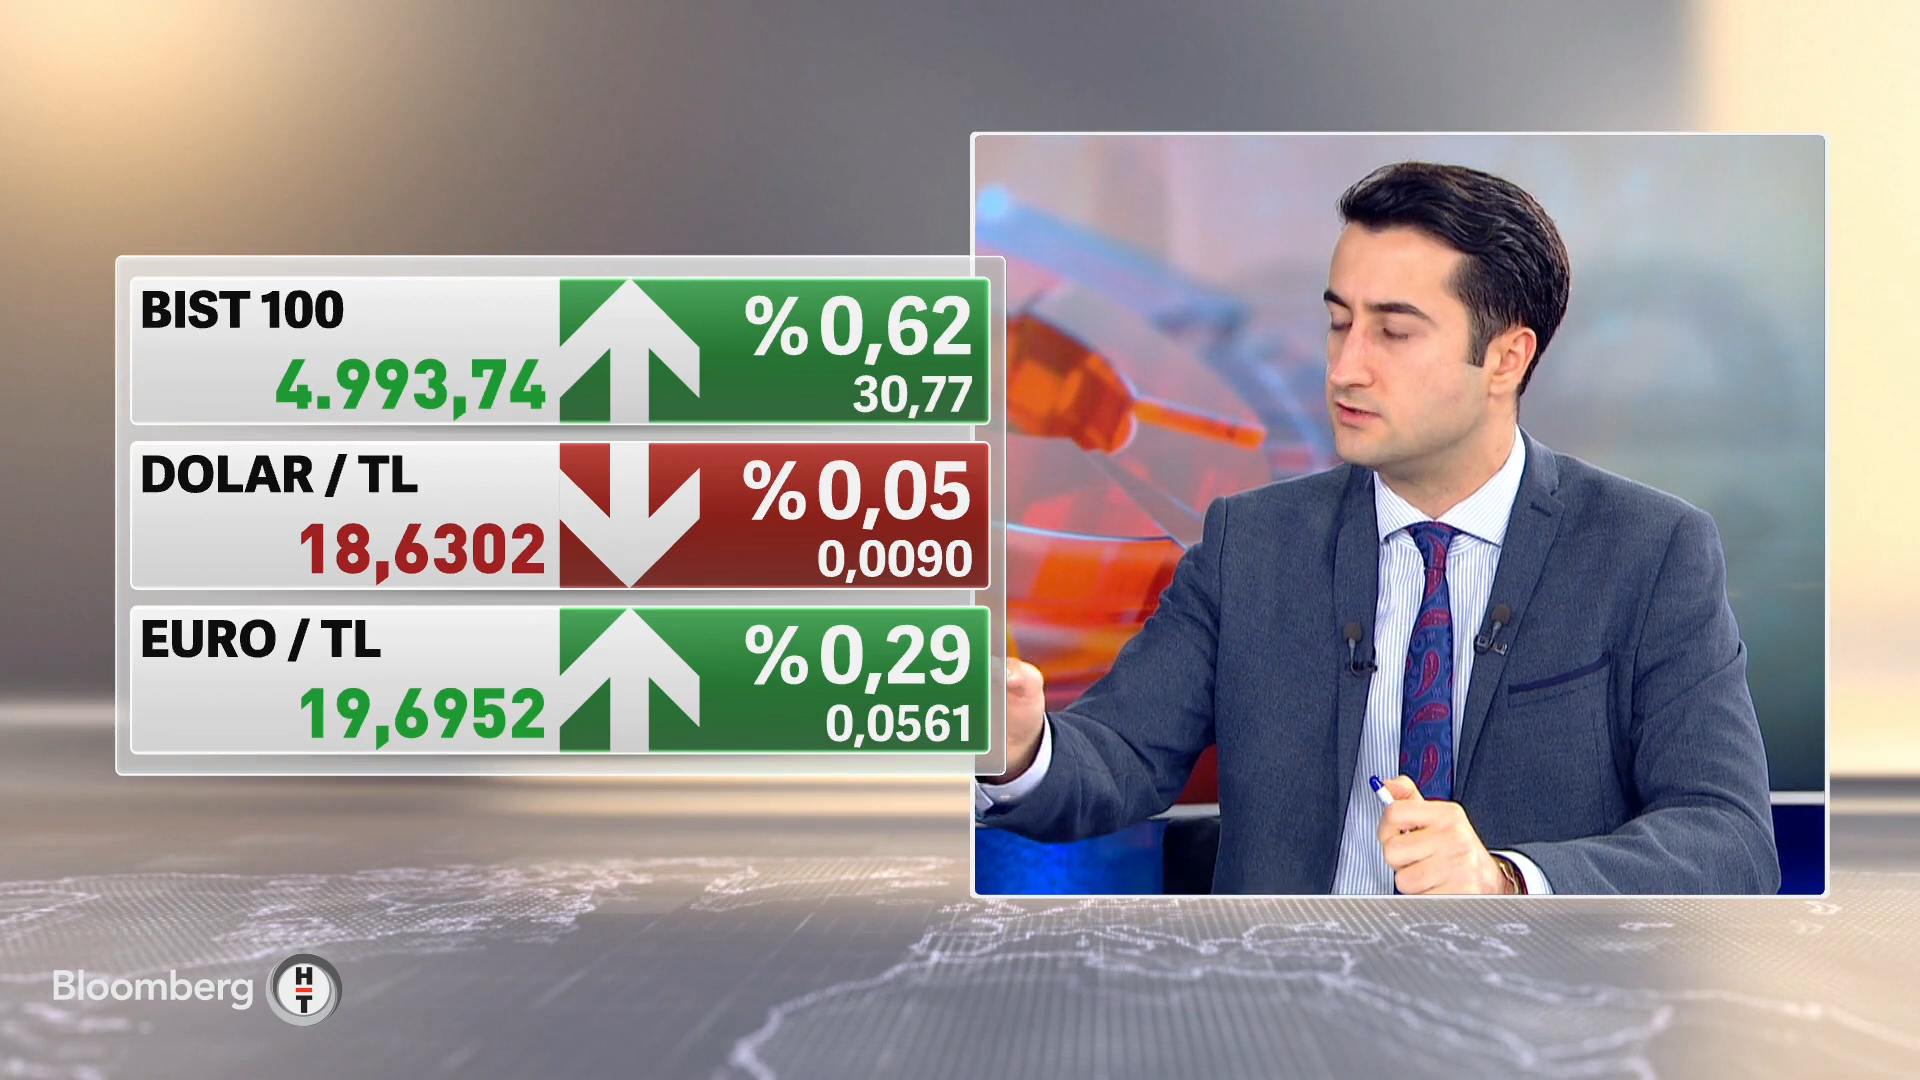 BIST 100
4.993,74
%0,62
30,77
DOLAR / TL
18,6302
%0,05
0,0090
EURO / TL
19,6952
%0,29
0,0561
Bloomberg HT